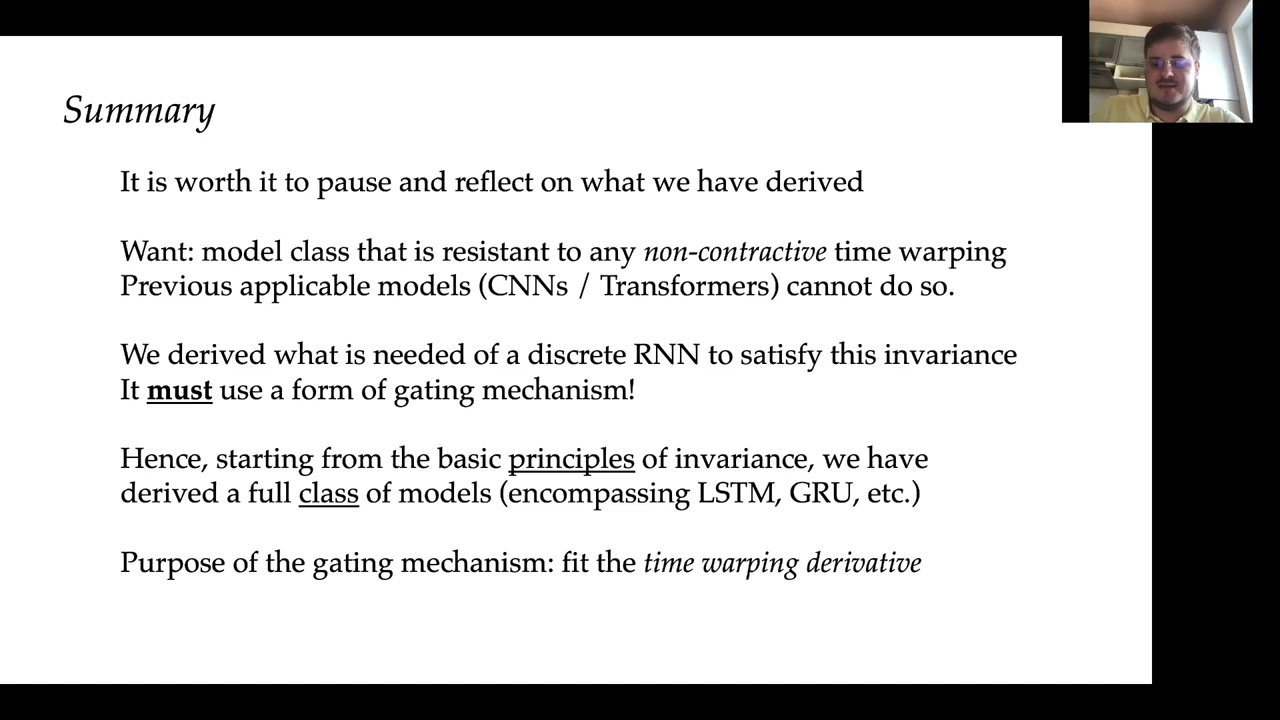 Summary
It is worth it to pause and reflect on what we have derived
Want: model class that is resistant to any non-contractive time warping
Previous applicable models (CNNs / Transformers) cannot do so.
We derived what is needed of a discrete RNN to satisfy this invariance
It must use a form of gating mechanism!
Hence, starting from the basic principles of invariance, we have
derived a full class of models (encompassing LSTM, GRU, etc.)
Purpose of the gating mechanism: fit the time warping derivative